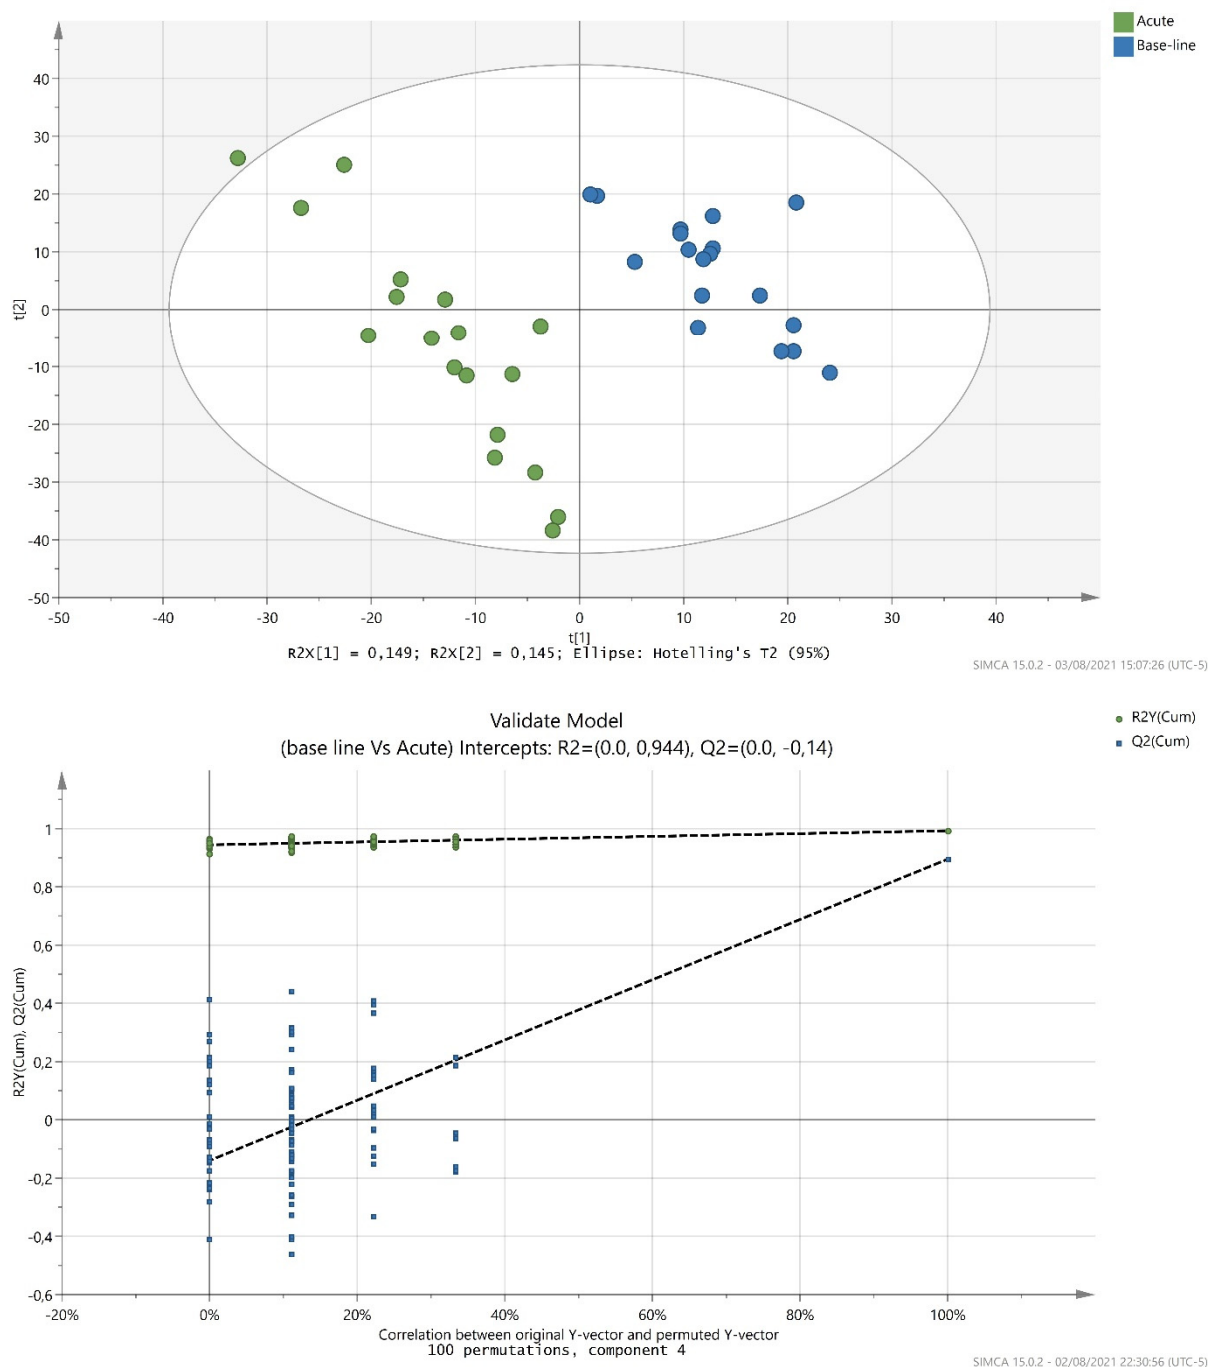 Acute
Base-line
40
30
20
10
0
-10
-20
-30
-40
-50
t[2]
-50 -40 -30 -20 -10 0 10 20 30 40
t[1]
R2X[1] = 0,149; R2X[2] = 0,145; Ellipse: Hotelling's T2 (95%)
SIMCA 15.0.2 - 03/08/2021 15:07:26 (UTC-5)
Validate Model
(base line Vs Acute) Intercepts: R2=(0.0, 0,944), Q2=(0.0, -0,14)
R2Y(Cum)
Q2(Cum)
1
0,8
0,6
0,4
0,2
0
-0,2
-0,4
-0,6
R2Y(Cum), Q2(Cum)
-20% 0% 20% 40% 60% 80% 100%
Correlation between original Y-vector and permuted Y-vector
100 permutations, component 4
SIMCA 15.0.2 - 02/08/2021 22:30:56 (UTC-5)